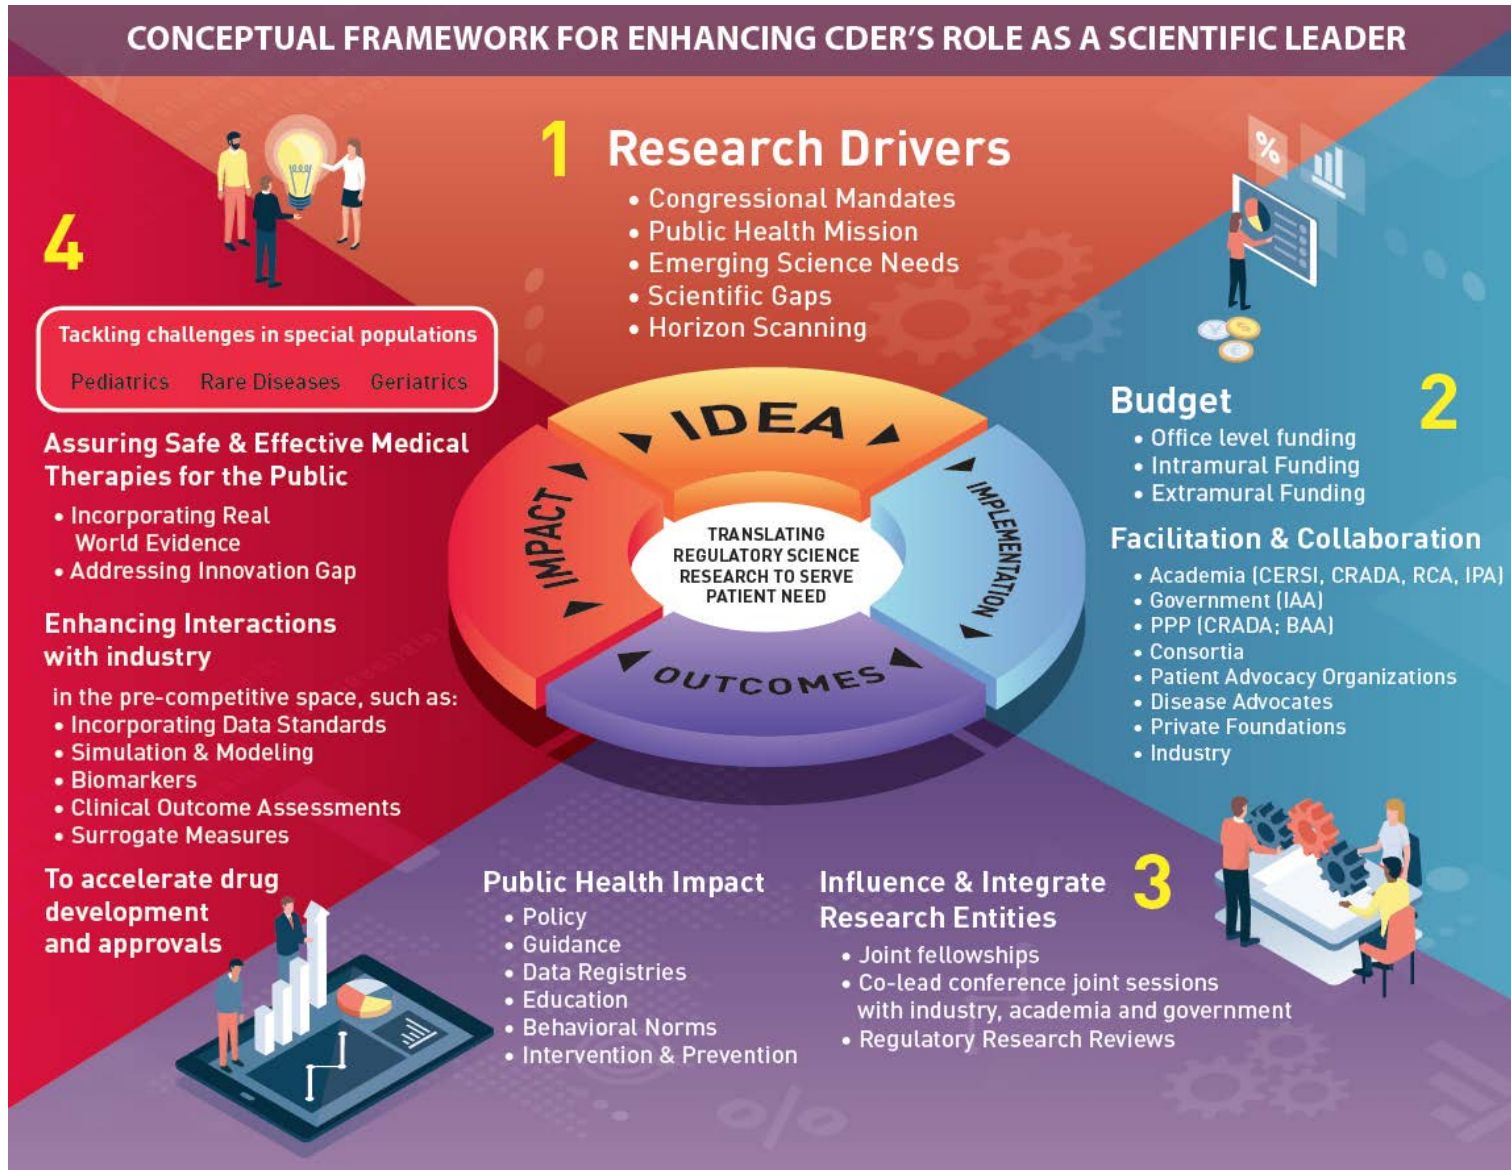 CONCEPTUAL FRAMEWORK FOR ENHANCING CDER'S ROLE AS A SCIENTIFIC LEADER
1
Research Drivers
• Congressional Mandates
• Public Health Mission
• Emerging Science Needs
• Scientific Gaps
• Horizon Scanning
%
2
Budget
• Office level funding
• Intramural Funding
• Extramural Funding
Facilitation & Collaboration
• Academia (CERSI, CRADA, RCA, IPA)
• Government (IAA)
• PPP (CRADA; BAA)
• Consortia
• Patient Advocacy Organizations
• Disease Advocates
• Private Foundations
• Industry
3
Influence & Integrate
Research Entities
• Joint fellowships
• Co-lead conference joint sessions
with industry, academia and government
• Regulatory Research Reviews
Public Health Impact
• Policy
• Guidance
• Data Registries
• Education
• Behavioral Norms
• Intervention & Prevention
4
Tackling challenges in special populations
Pediatrics Rare Diseases Geriatrics
Assuring Safe & Effective Medical
Therapies for the Public
• Incorporating Real
World Evidence
• Addressing Innovation Gap
Enhancing Interactions
with industry
in the pre-competitive space, such as:
• Incorporating Data Standards
• Simulation & Modeling
• Biomarkers
• Clinical Outcome Assessments
• Surrogate Measures
To accelerate drug
development
and approvals
IDEA
IMPLEMENTATION
OUTCOMES
IMPACT
TRANSLATING
REGULATORY SCIENCE
RESEARCH TO SERVE
PATIENT NEED